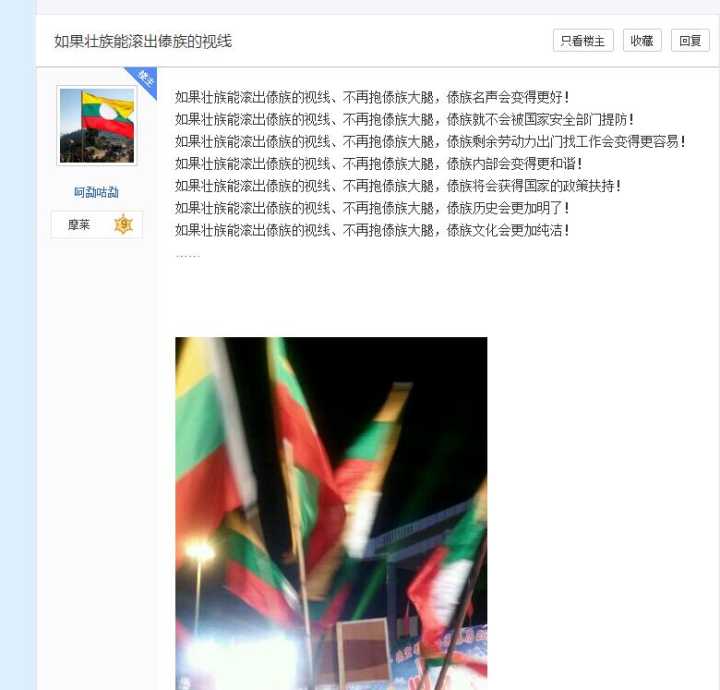 如果壮族能滚出傣族的视线
只看楼主
收藏
回复
楼主
如果壮族能滚出傣族的视线、不再抱傣族大腿，傣族名声会变得更好！
如果壮族能滚出傣族的视线、不再抱傣族大腿，傣族就不会被国家安全部门提防！
如果壮族能滚出傣族的视线、不再抱傣族大腿，傣族剩余劳动力出门找工作会变得更容易！
如果壮族能滚出傣族的视线、不再抱傣族大腿，傣族内部会变得更和谐！
如果壮族能滚出傣族的视线、不再抱傣族大腿，傣族将会获得国家的政策扶持！
如果壮族能滚出傣族的视线、不再抱傣族大腿，傣族历史会更加明了！
如果壮族能滚出傣族的视线、不再抱傣族大腿，傣族文化会更加纯洁！
……
呵勐咕勐
摩莱 9